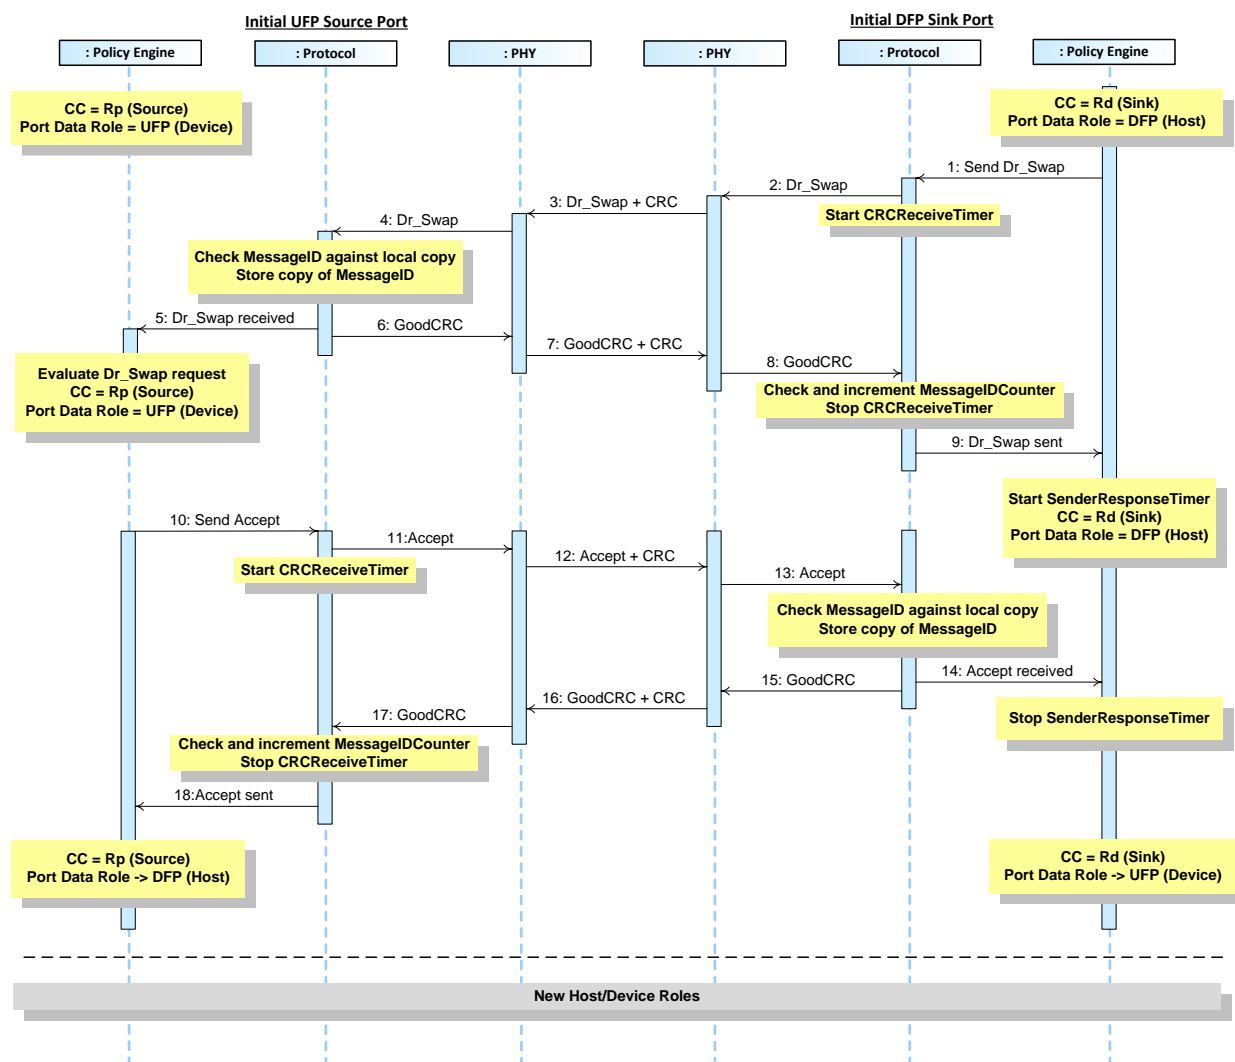 Initial UFP Source Port
Initial DFP Sink Port
: Policy Engine
: Protocol
: PHY
: PHY
: Protocol
: Policy Engine
CC = Rp (Source)
Port Data Role = UFP (Device)
CC = Rd (Sink)
Port Data Role = DFP (Host)
1: Send Dr_Swap
2: Dr_Swap
Start CRCReceiveTimer
3: Dr_Swap + CRC
4: Dr_Swap
Check MessageID against local copy
Store copy of MessageID
5: Dr_Swap received
6: GoodCRC
7: GoodCRC + CRC
8: GoodCRC
Evaluate Dr_Swap request
CC = Rp (Source)
Port Data Role = UFP (Device)
Check and increment MessageIDCounter
Stop CRCReceiveTimer
9: Dr_Swap sent
Start SenderResponseTimer
CC = Rd (Sink)
Port Data Role = DFP (Host)
10: Send Accept
11:Accept
Start CRCReceiveTimer
12: Accept + CRC
13: Accept
Check MessageID against local copy
Store copy of MessageID
14: Accept received
15: GoodCRC
16: GoodCRC + CRC
17: GoodCRC
Stop SenderResponseTimer
Check and increment MessageIDCounter
Stop CRCReceiveTimer
18:Accept sent
CC = Rp (Source)
Port Data Role -> DFP (Host)
CC = Rd (Sink)
Port Data Role -> UFP (Device)
New Host/Device Roles